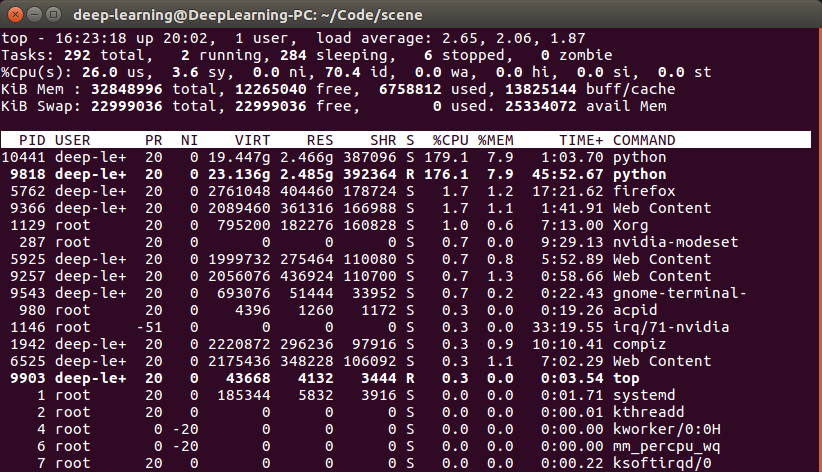 deep-learning@DeepLearning-PC: ~/Code/scene
top - 16:23:18 up 20:02,  1 user,  load average: 2.65, 2.06, 1.87
Tasks: 292 total,   2 running, 284 sleeping,   6 stopped,   0 zombie
%Cpu(s): 26.0 us,  3.6 sy,  0.0 ni, 70.4 id,  0.0 wa,  0.0 hi,  0.0 si,  0.0 st
KiB Mem : 32848996 total, 12265040 free,  6758812 used, 13825144 buff/cache
KiB Swap: 22999036 total, 22999036 free,        0 used. 25334072 avail Mem
  PID USER      PR  NI    VIRT    RES    SHR S  %CPU %MEM     TIME+ COMMAND
10441 deep-le+  20   0 19.447g 2.466g 387096 S 179.1  7.9   1:03.70 python
 9818 deep-le+  20   0 23.136g 2.485g 392364 R 176.1  7.9  45:52.67 python
 5762 deep-le+  20   0 2761048 404460 178724 S   1.7  1.2  17:21.62 firefox
 9366 deep-le+  20   0 2089460 361316 166988 S   1.7  1.1   1:41.91 Web Content
 1129 root      20   0  795200 182276 160828 S   1.0  0.6   7:13.00 Xorg
  287 root      20   0       0      0      0 S   0.7  0.0   9:29.13 nvidia-modeset
 5925 deep-le+  20   0 1999732 275464 110080 S   0.7  0.8   5:52.89 Web Content
 9257 deep-le+  20   0 2056076 436924 110700 S   0.7  1.3   0:58.66 Web Content
 9543 deep-le+  20   0  693076  51444  33952 S   0.7  0.2   0:22.43 gnome-terminal-
  980 root      20   0    4396   1260   1172 S   0.3  0.0   0:19.26 acpid
 1146 root     -51   0       0      0      0 S   0.3  0.0  33:19.55 irq/71-nvidia
 1942 deep-le+  20   0 2220872 296236  97916 S   0.3  0.9  10:10.41 compiz
 6525 deep-le+  20   0 2175436 348228 106092 S   0.3  1.1   7:02.29 Web Content
 9903 deep-le+  20   0   43668   4132   3444 R   0.3  0.0   0:03.54 top
    1 root      20   0  185344   5832   3916 S   0.0  0.0   0:01.71 systemd
    2 root      20   0       0      0      0 S   0.0  0.0   0:00.01 kthreadd
    4 root       0 -20       0      0      0 S   0.0  0.0   0:00.00 kworker/0:0H
    6 root       0 -20       0      0      0 S   0.0  0.0   0:00.00 mm_percpu_wq
    7 root      20   0       0      0      0 S   0.0  0.0   0:00.22 ksoftirqd/0